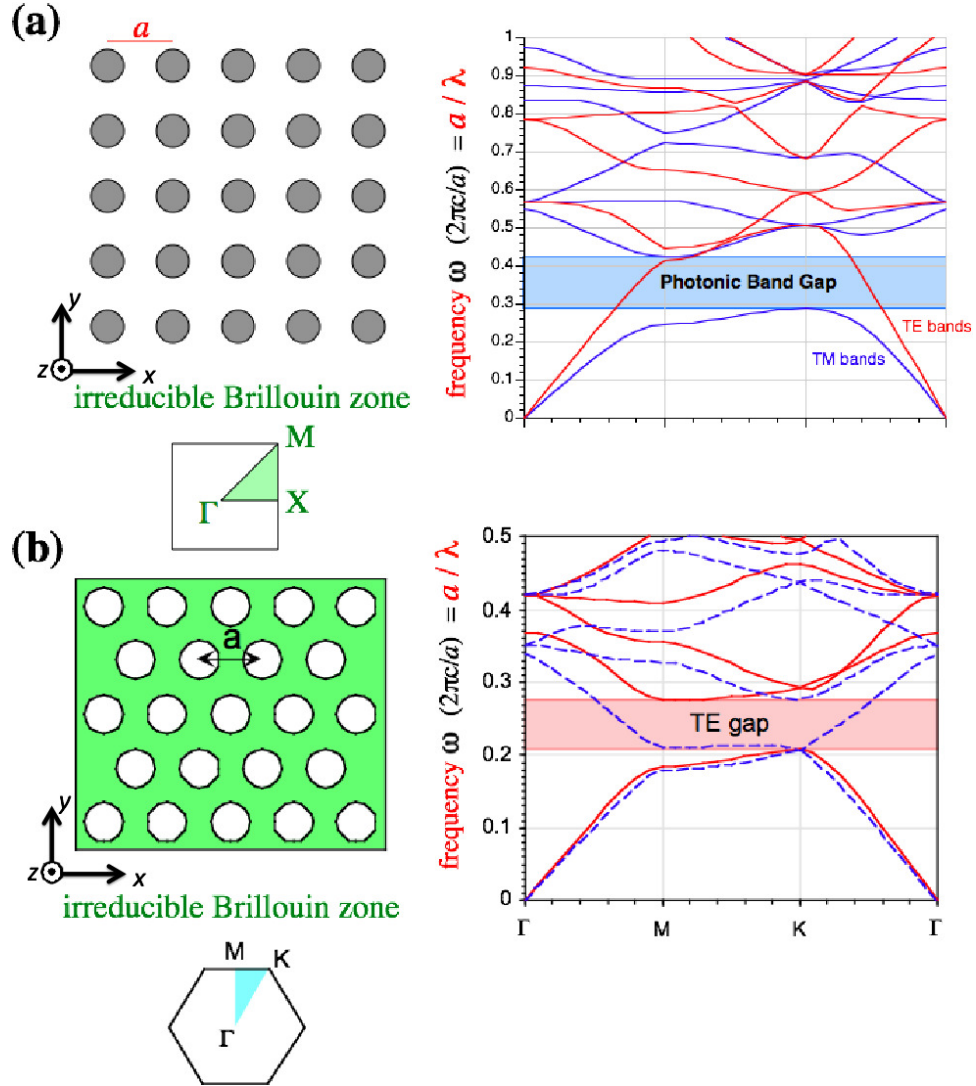 (a)
a
y
z
x
irreducible Brillouin zone
M
Γ
X
frequency ω (2πc/a) = a / λ
1
0.9
0.8
0.7
0.6
0.5
0.4
0.3
0.2
0.1
0
Photonic Band Gap
TE bands
TM bands
(b)
a
y
z
x
irreducible Brillouin zone
M
K
Γ
frequency ω (2πc/a) = a / λ
0.5
0.4
0.3
0.2
0.1
0
TE gap
Γ
M
K
Γ